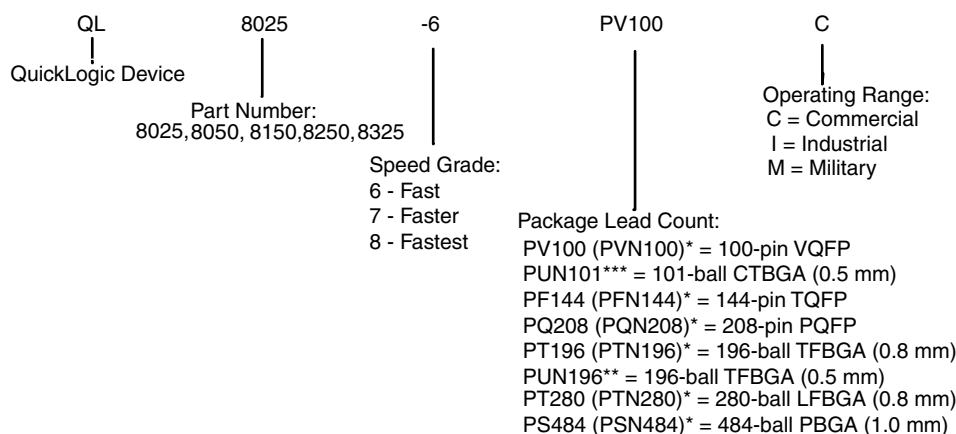 QL 8025 -6 PV100 C
QuickLogic Device
Part Number:
8025,8050, 8150,8250,8325
Speed Grade:
6 - Fast
7 - Faster
8 - Fastest
Package Lead Count:
PV100 (PVN100)* = 100-pin VQFP
PUN101*** = 101-ball CTBGA (0.5 mm)
PF144 (PFN144)* = 144-pin TQFP
PQ208 (PQN208)* = 208-pin PQFP
PT196 (PTN196)* = 196-ball TFBGA (0.8 mm)
PUN196** = 196-ball TFBGA (0.5 mm)
PT280 (PTN280)* = 280-ball LFBGA (0.8 mm)
PS484 (PSN484)* = 484-ball PBGA (1.0 mm)
Operating Range:
C = Commercial
I = Industrial
M = Military